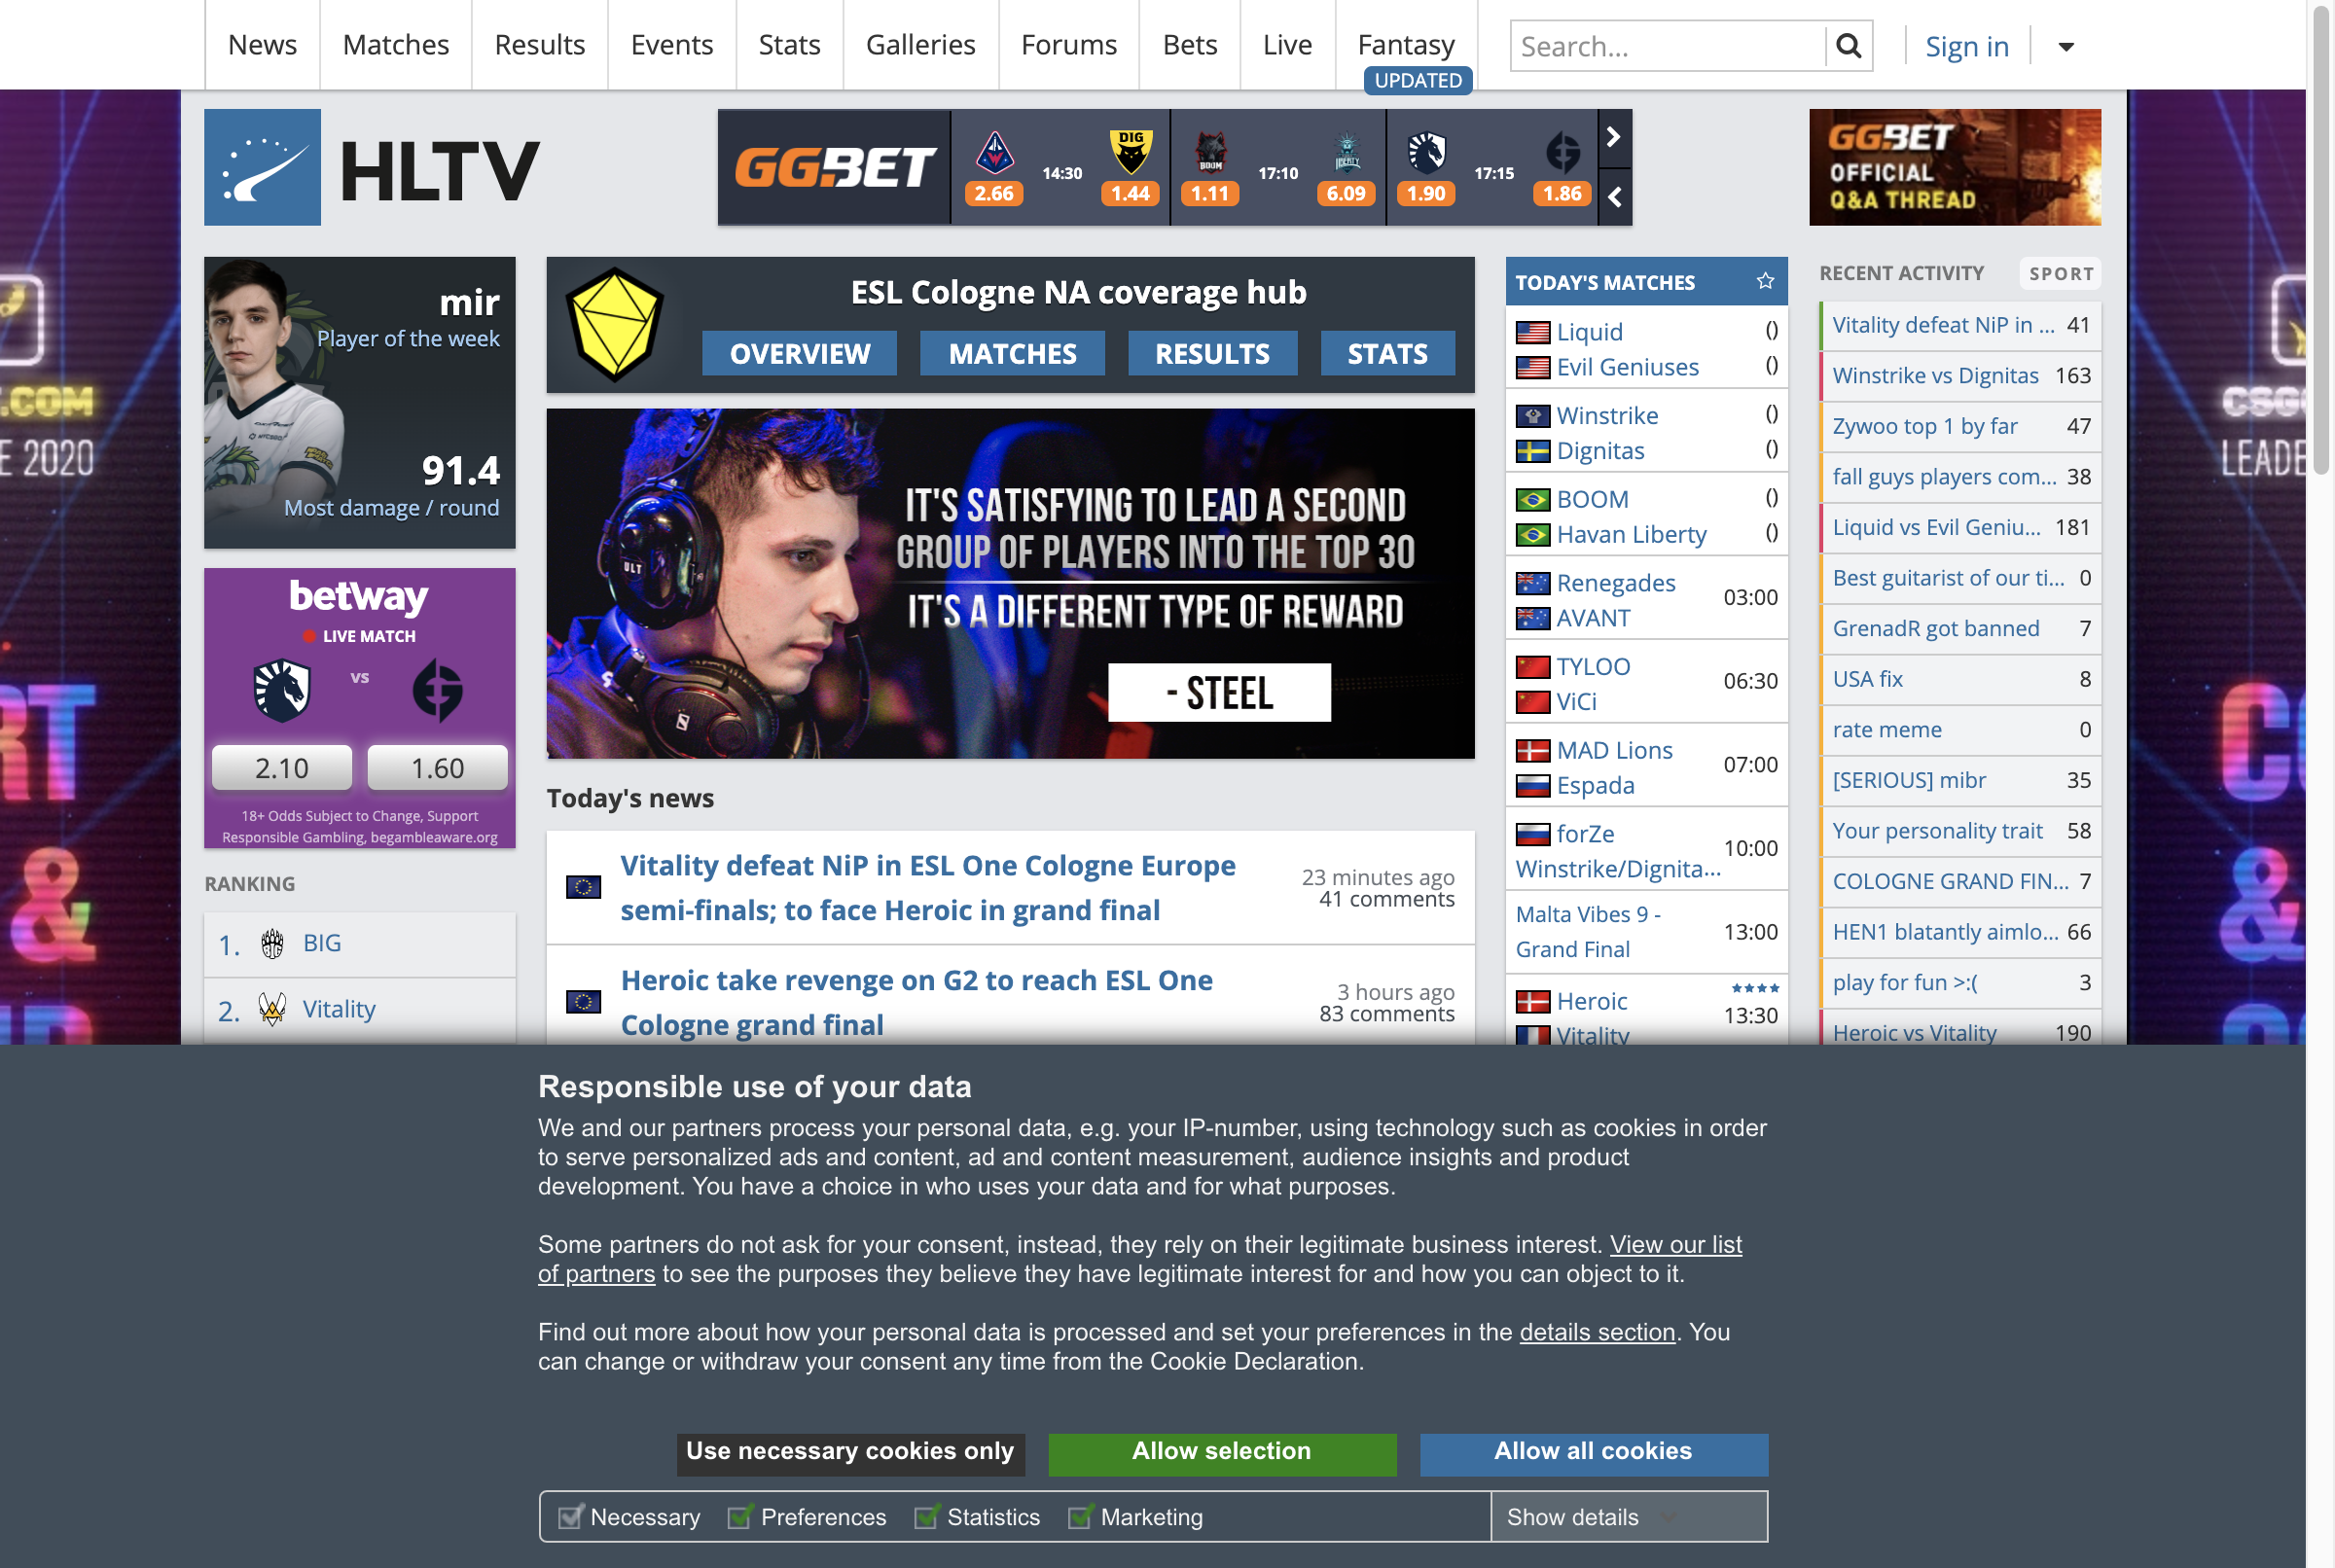 News
Matches
Results
Events
Stats
Galleries
Forums
Bets
Live
Fantasy
UPDATED
Search...
Sign in
HLTV
GG.BET
2.66
14:30
DIG
1.44
BOOM
1.11
17:10
LIBERTY
6.09
1.90
17:15
1.86
GG.BET
OFFICIAL
Q&A THREAD
mir
Player of the week
91.4
Most damage / round
betway
LIVE MATCH
vs
2.10
1.60
18+ Odds Subject to Change, Support
Responsible Gambling, begambleaware.org
RANKING
1. BIG
2. Vitality
ESL Cologne NA coverage hub
OVERVIEW
MATCHES
RESULTS
STATS
ULT
IT'S SATISFYING TO LEAD A SECOND
GROUP OF PLAYERS INTO THE TOP 30
IT'S A DIFFERENT TYPE OF REWARD
- STEEL
Today's news
Vitality defeat NiP in ESL One Cologne Europe
semi-finals; to face Heroic in grand final
23 minutes ago
41 comments
Heroic take revenge on G2 to reach ESL One
Cologne grand final
3 hours ago
83 comments
TODAY'S MATCHES
Liquid ()
Evil Geniuses ()
Winstrike ()
Dignitas ()
BOOM ()
Havan Liberty ()
Renegades
AVANT
03:00
TYLOO
ViCi
06:30
MAD Lions
Espada
07:00
forZe
Winstrike/Dignita...
10:00
Malta Vibes 9 -
Grand Final
13:00
Heroic
Vitality
13:30
RECENT ACTIVITY
SPORT
Vitality defeat NiP in ... 41
Winstrike vs Dignitas 163
Zywoo top 1 by far 47
fall guys players com... 38
Liquid vs Evil Geniu... 181
Best guitarist of our ti... 0
GrenadR got banned 7
USA fix 8
rate meme 0
[SERIOUS] mibr 35
Your personality trait 58
COLOGNE GRAND FIN... 7
HEN1 blatantly aimlo... 66
play for fun >:( 3
Heroic vs Vitality 190
.COM
E 2020
RT
&
CSG
LEADE
&
Responsible use of your data
We and our partners process your personal data, e.g. your IP-number, using technology such as cookies in order
to serve personalized ads and content, ad and content measurement, audience insights and product
development. You have a choice in who uses your data and for what purposes.
Some partners do not ask for your consent, instead, they rely on their legitimate business interest. View our list
of partners to see the purposes they believe they have legitimate interest for and how you can object to it.
Find out more about how your personal data is processed and set your preferences in the details section. You
can change or withdraw your consent any time from the Cookie Declaration.
Use necessary cookies only
Allow selection
Allow all cookies
Necessary
Preferences
Statistics
Marketing
Show details